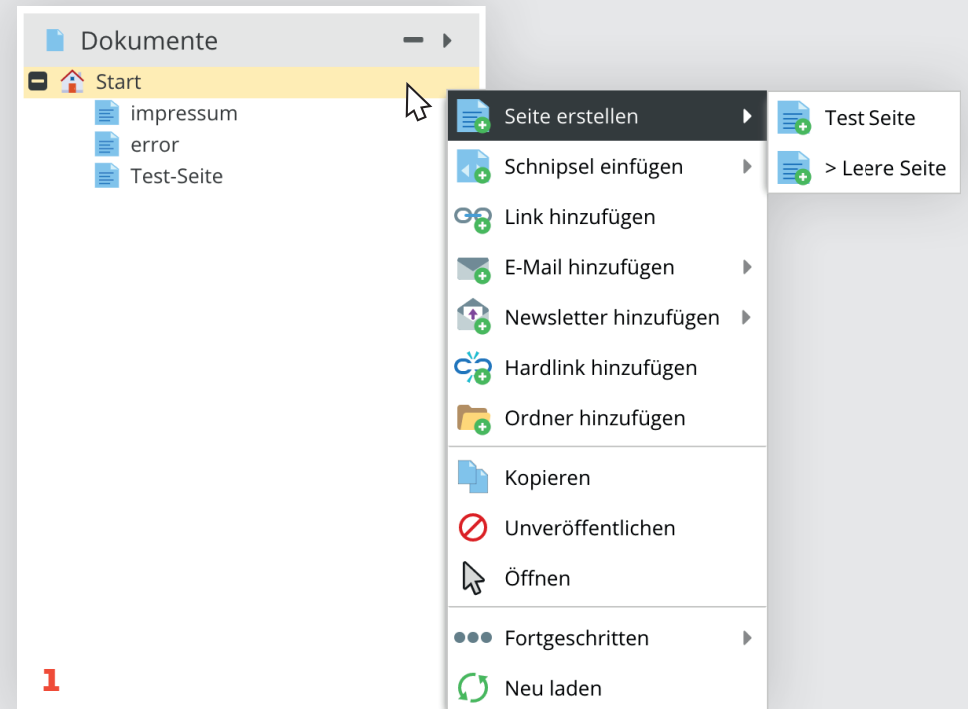 Dokumente
Start
impressum
error
Test-Seite
Seite erstellen
Schnipsel einfügen
Link hinzufügen
E-Mail hinzufügen
Newsletter hinzufügen
Hardlink hinzufügen
Ordner hinzufügen
Kopieren
Unveröffentlichen
Öffnen
Fortgeschritten
Neu laden
Test Seite
> Leere Seite
1